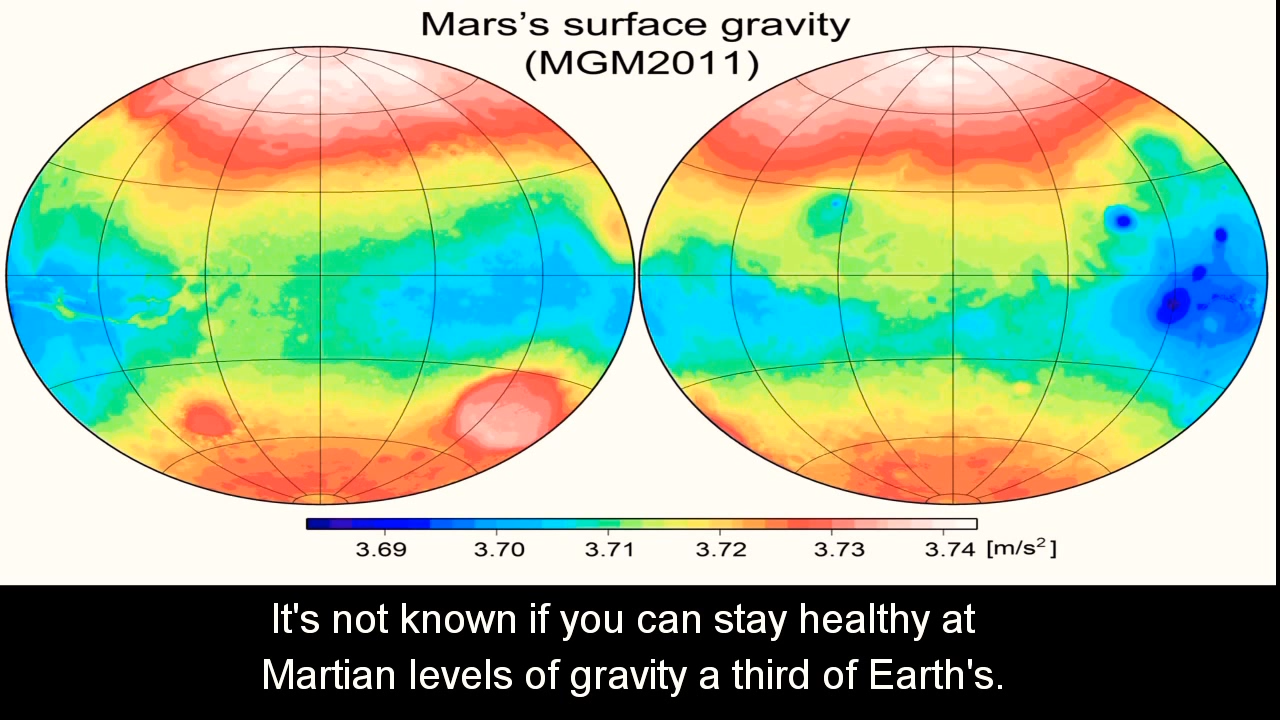 Mars’s surface gravity
(MGM2011)
3.69 3.70 3.71 3.72 3.73 3.74 [m/s²]
It's not known if you can stay healthy at
Martian levels of gravity a third of Earth's.